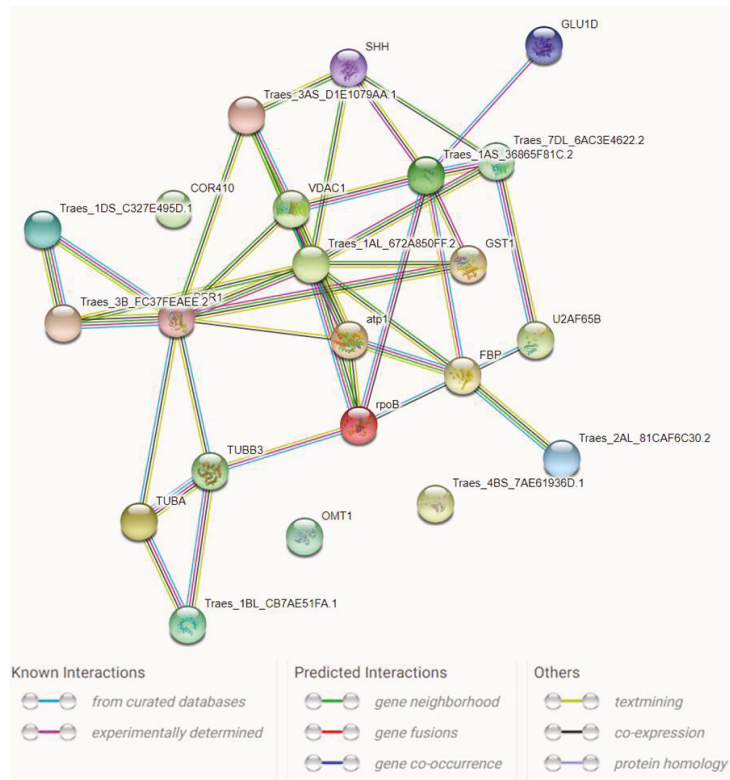 GLU1D
SHH
Traes_3AS_D1E1079AA.1
Traes_7DL_6AC3E4622.2
Traes_1AS_36865F81C.2
COR410
VDAC1
Traes_1DS_C327E495D.1
Traes_1AL_672A850FF.2
GST1
Traes_3B_FC37FEAEE.2
atp1
U2AF65B
FBP
rpoB
Traes_2AL_81CAF6C30.2
TUBB3
Traes_4BS_7AE61936D.1
TUBA
OMT1
Traes_1BL_CB7AE51FA.1
Known Interactions
from curated databases
experimentally determined
Predicted Interactions
gene neighborhood
gene fusions
gene co-occurrence
Others
textmining
co-expression
protein homology